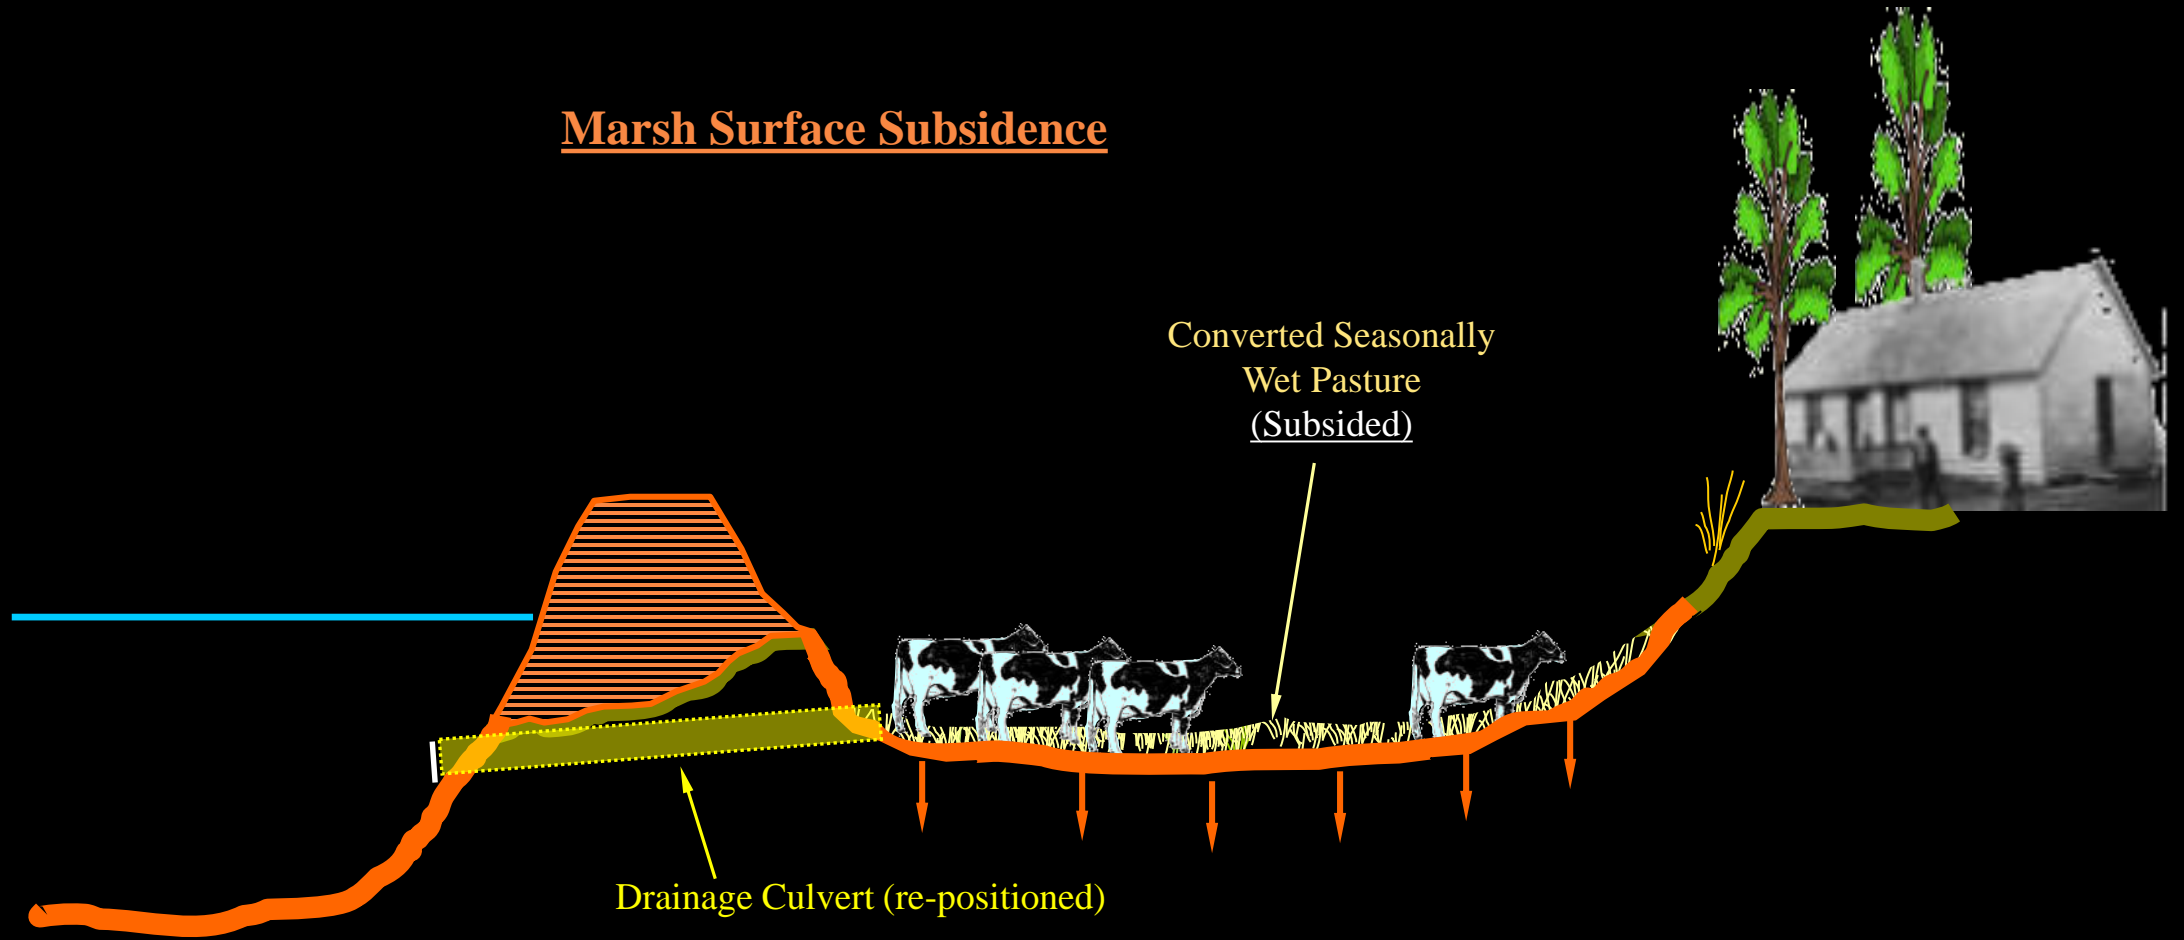 Marsh Surface Subsidence
Converted Seasonally
Wet Pasture
(Subsided)
Drainage Culvert (re-positioned)